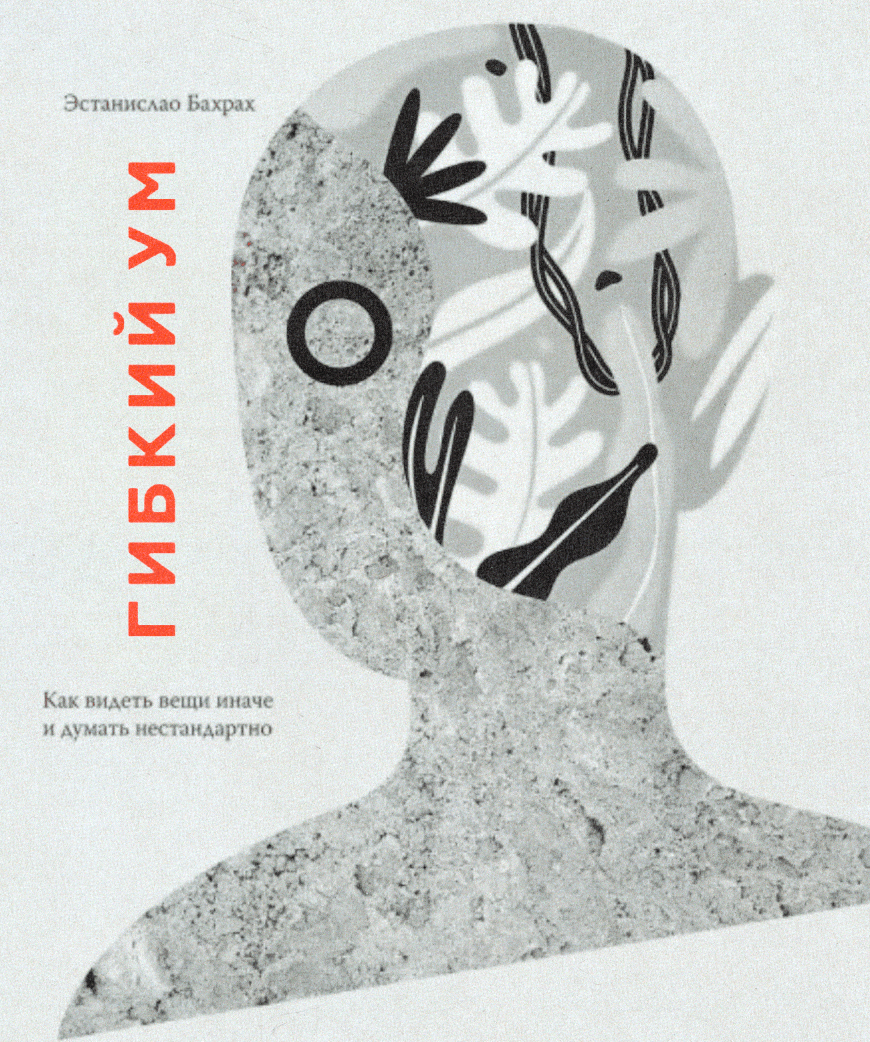 Эстанислао Бахрах
ГИБКИЙ УМ
Как видеть вещи иначе
и думать нестандартно